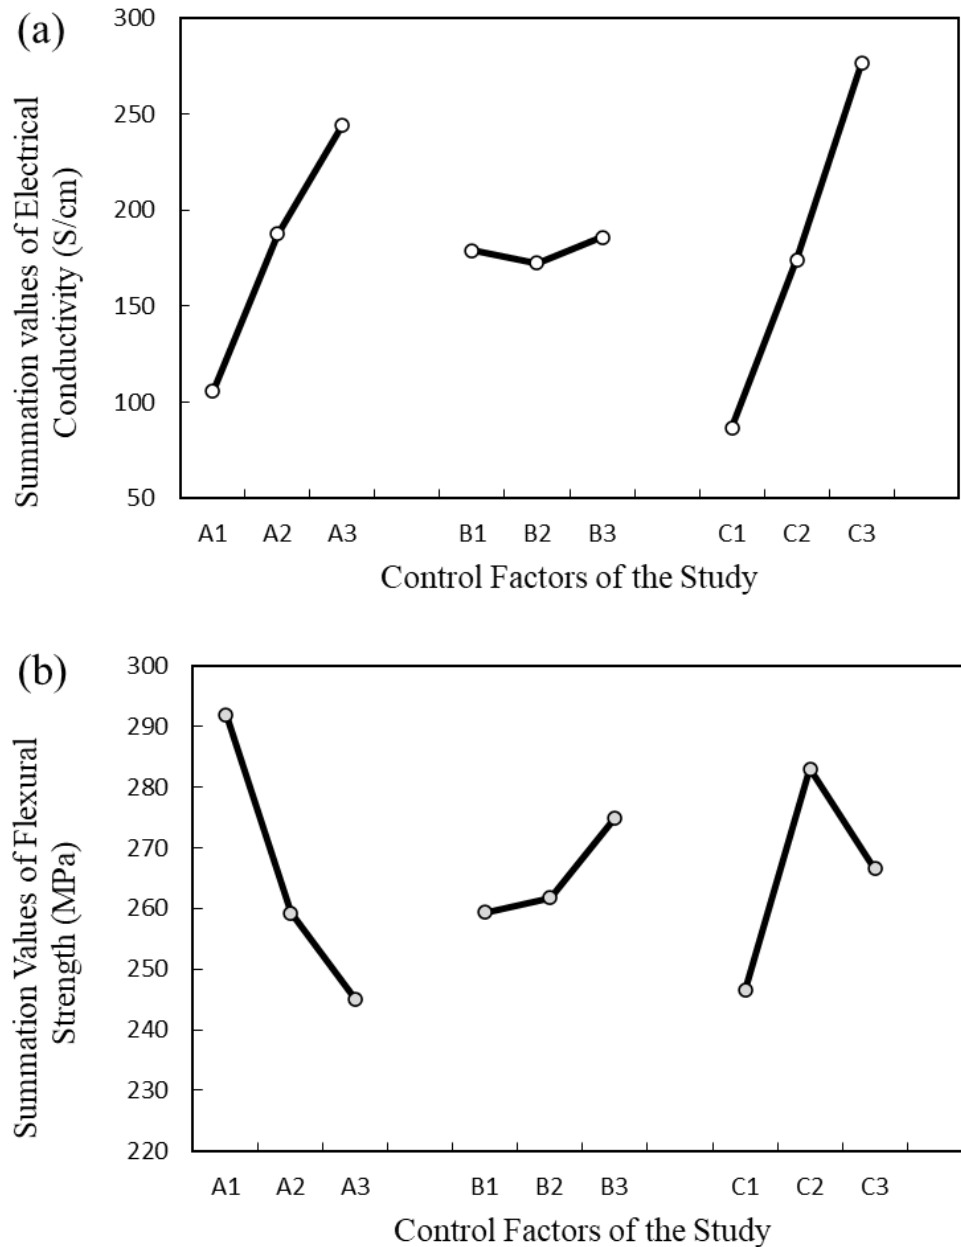 (a)
Summation values of Electrical
Conductivity (S/cm)
300
250
200
150
100
50
A1 A2 A3 B1 B2 B3 C1 C2 C3
Control Factors of the Study
(b)
Summation Values of Flexural
Strength (MPa)
300
290
280
270
260
250
240
230
220
A1 A2 A3 B1 B2 B3 C1 C2 C3
Control Factors of the Study